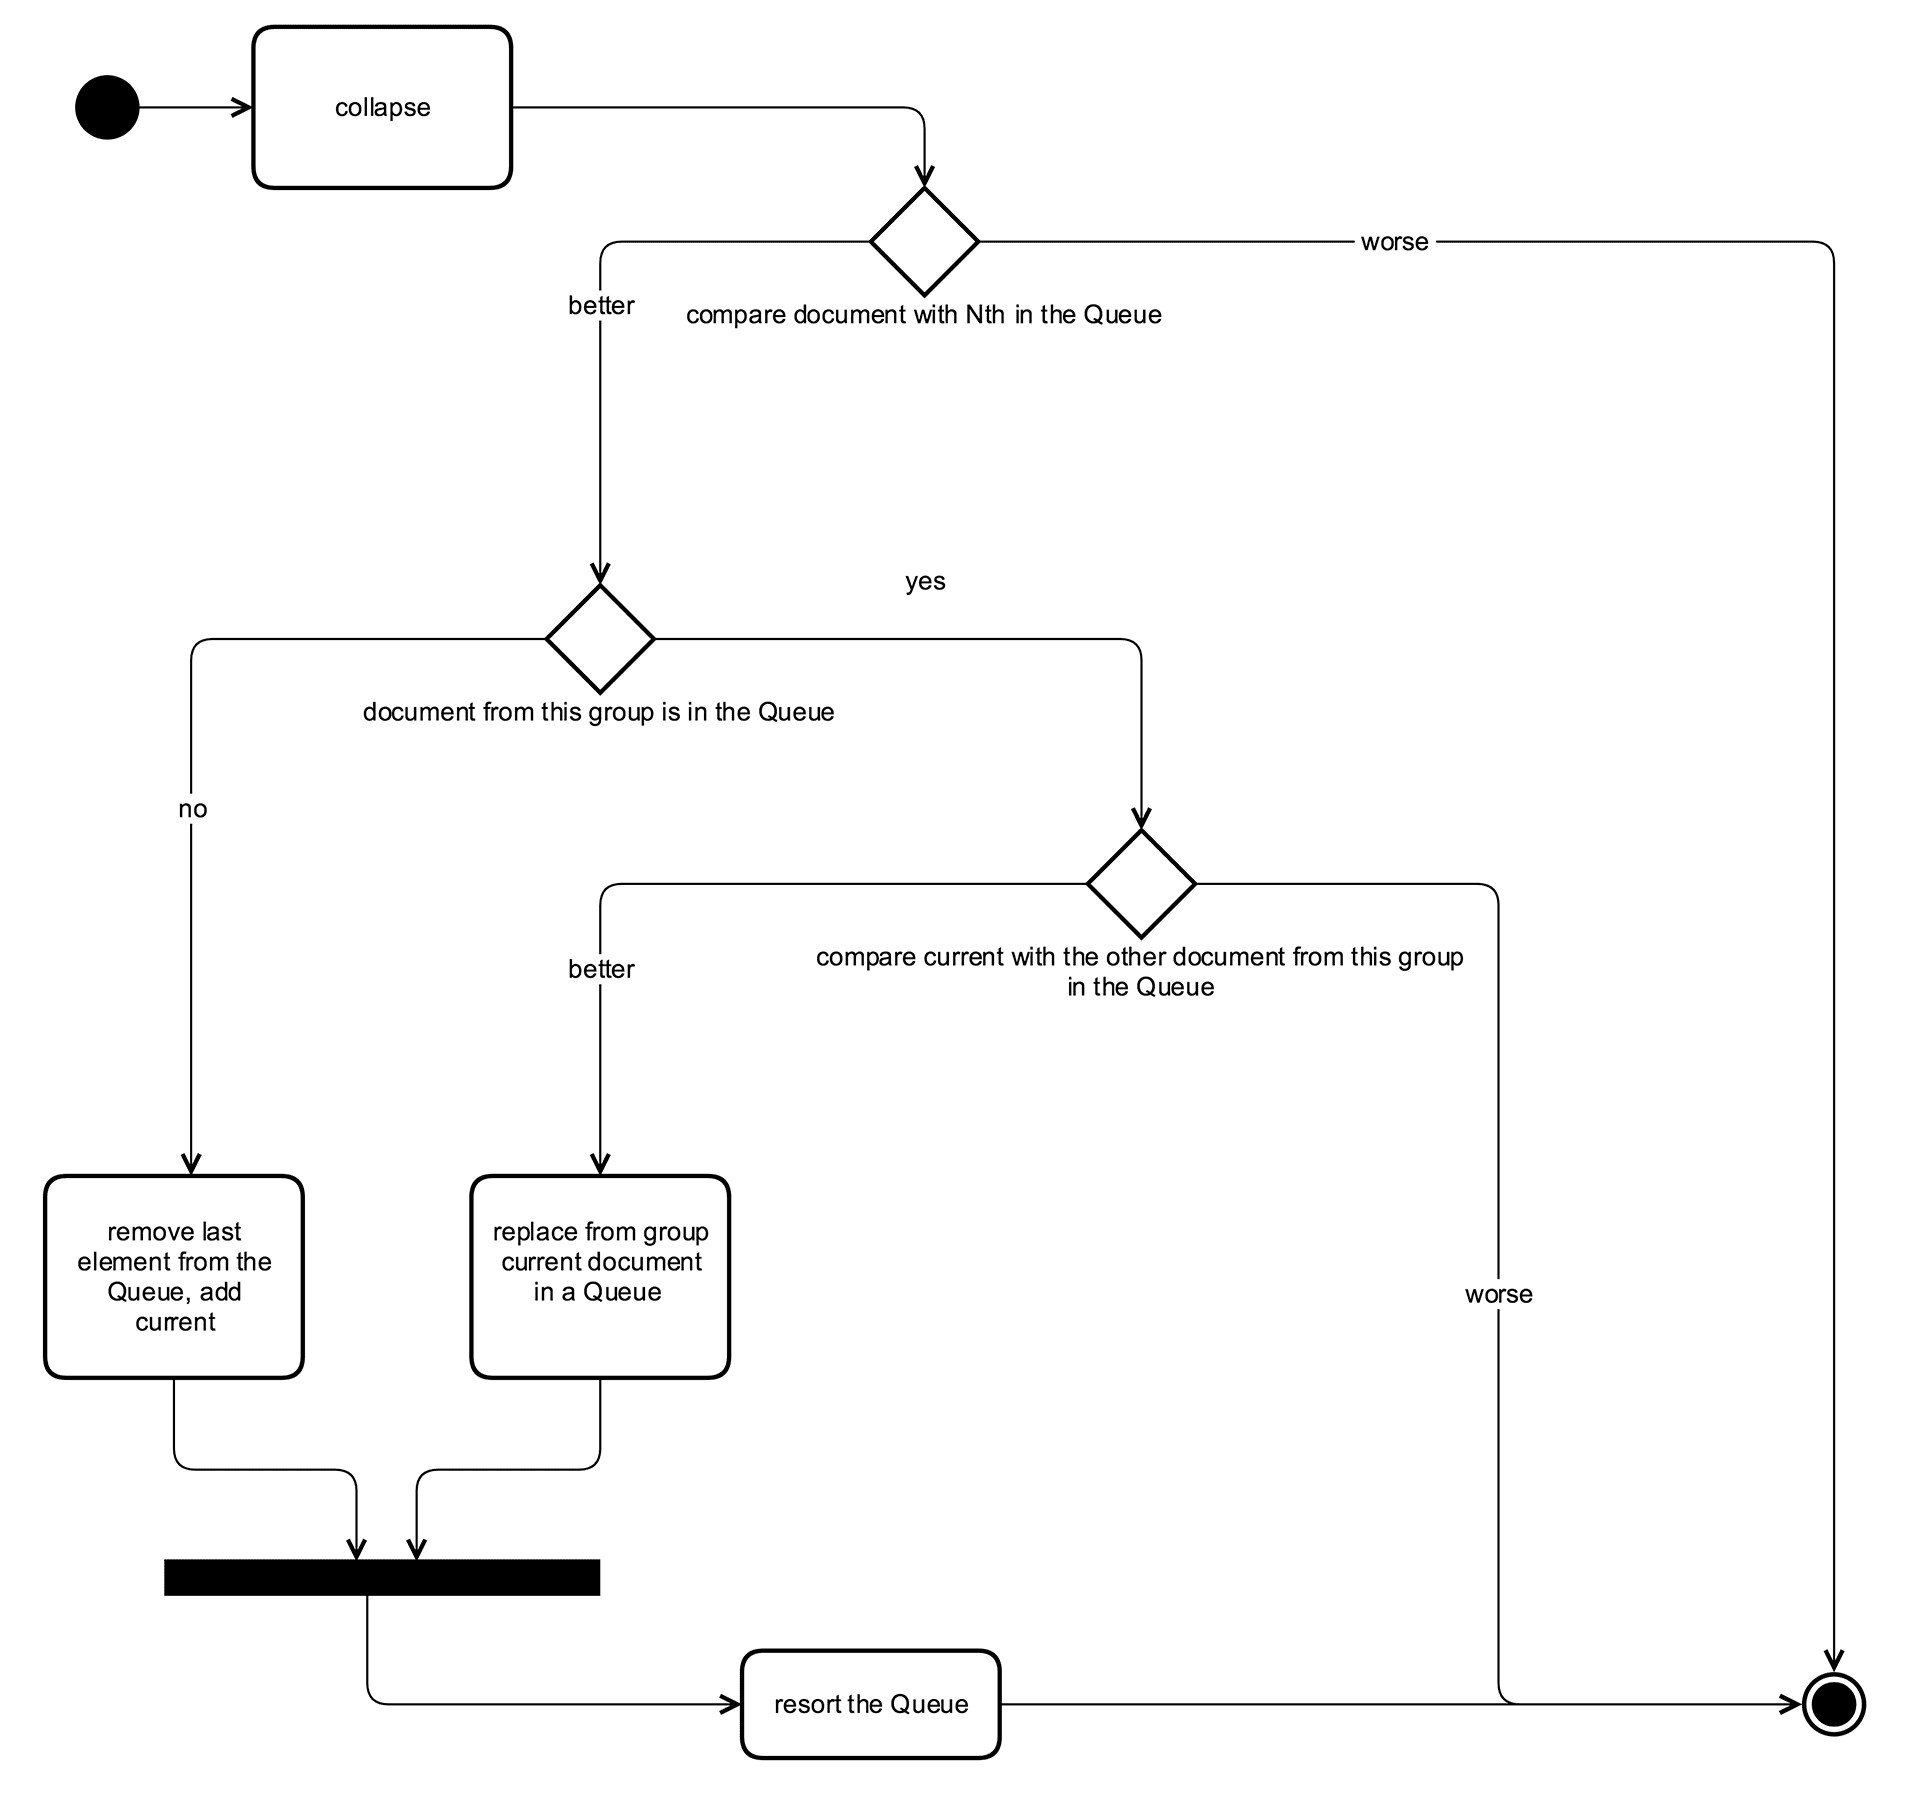 collapse
worse
better
compare document with Nth in the Queue
yes
document from this group is in the Queue
no
compare current with the other document from this group
in the Queue
better
remove last
element from the
Queue, add
current
replace from group
current document
in a Queue
worse
resort the Queue